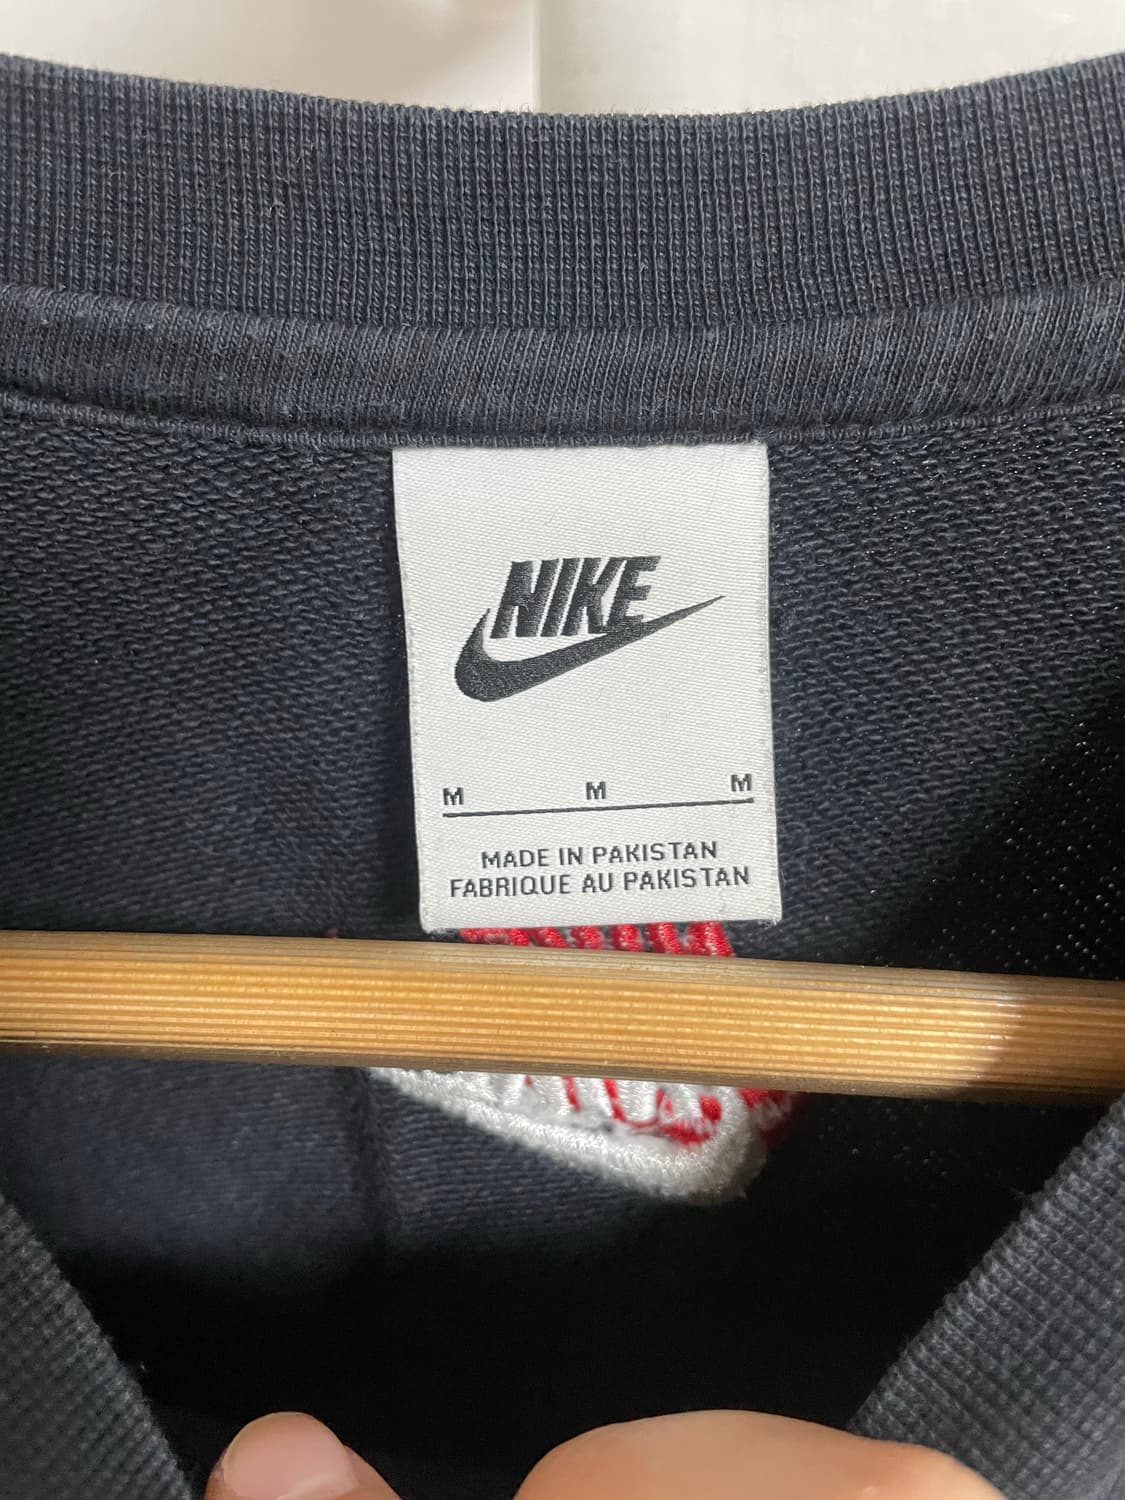 NIKE
M M M
MADE IN PAKISTAN
FABRIQUE AU PAKISTAN